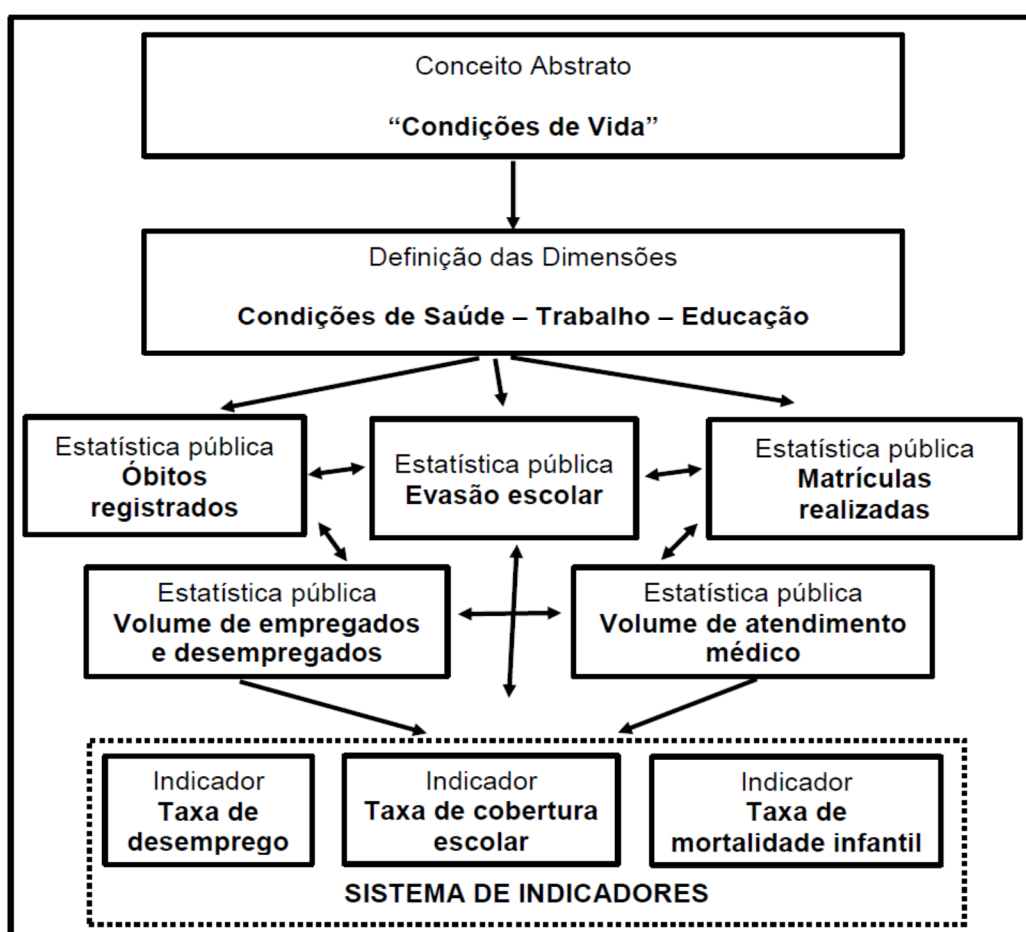 Conceito Abstrato
“Condições de Vida”
Definição das Dimensões
Condições de Saúde – Trabalho – Educação
Estatística pública
Óbitos
registrados
Estatística pública
Evasão escolar
Estatística pública
Matrículas
realizadas
Estatística pública
Volume de empregados
e desempregados
Estatística pública
Volume de atendimento
médico
Indicador
Taxa de
desemprego
Indicador
Taxa de cobertura
escolar
Indicador
Taxa de
mortalidade infantil
SISTEMA DE INDICADORES